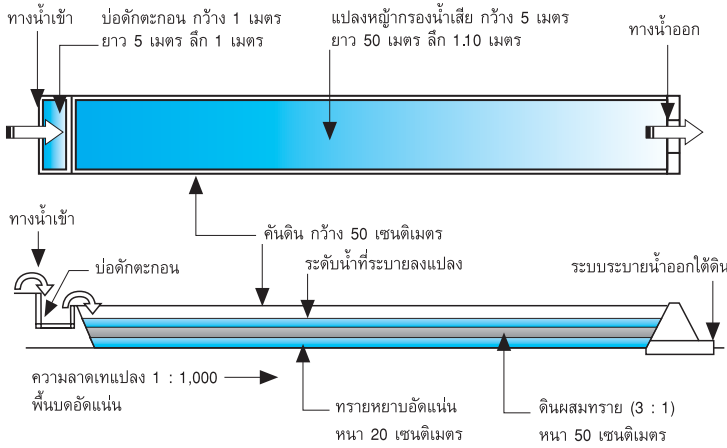 ทางน้ำเข้า
บ่อดักตะกอน กว้าง 1 เมตร
ยาว 5 เมตร ลึก 1 เมตร
แปลงหญ้ากรองน้ำเสีย กว้าง 5 เมตร
ยาว 50 เมตร ลึก 1.10 เมตร
ทางน้ำออก
ทางน้ำเข้า
คันดิน กว้าง 50 เซนติเมตร
บ่อดักตะกอน
ระดับน้ำที่ระบายลงแปลง
ระบบระบายน้ำออกใต้ดิน
ความลาดเทแปลง 1 : 1,000
พื้นบดอัดแน่น
ทรายหยาบอัดแน่น
หนา 20 เซนติเมตร
ดินผสมทราย (3 : 1)
หนา 50 เซนติเมตร